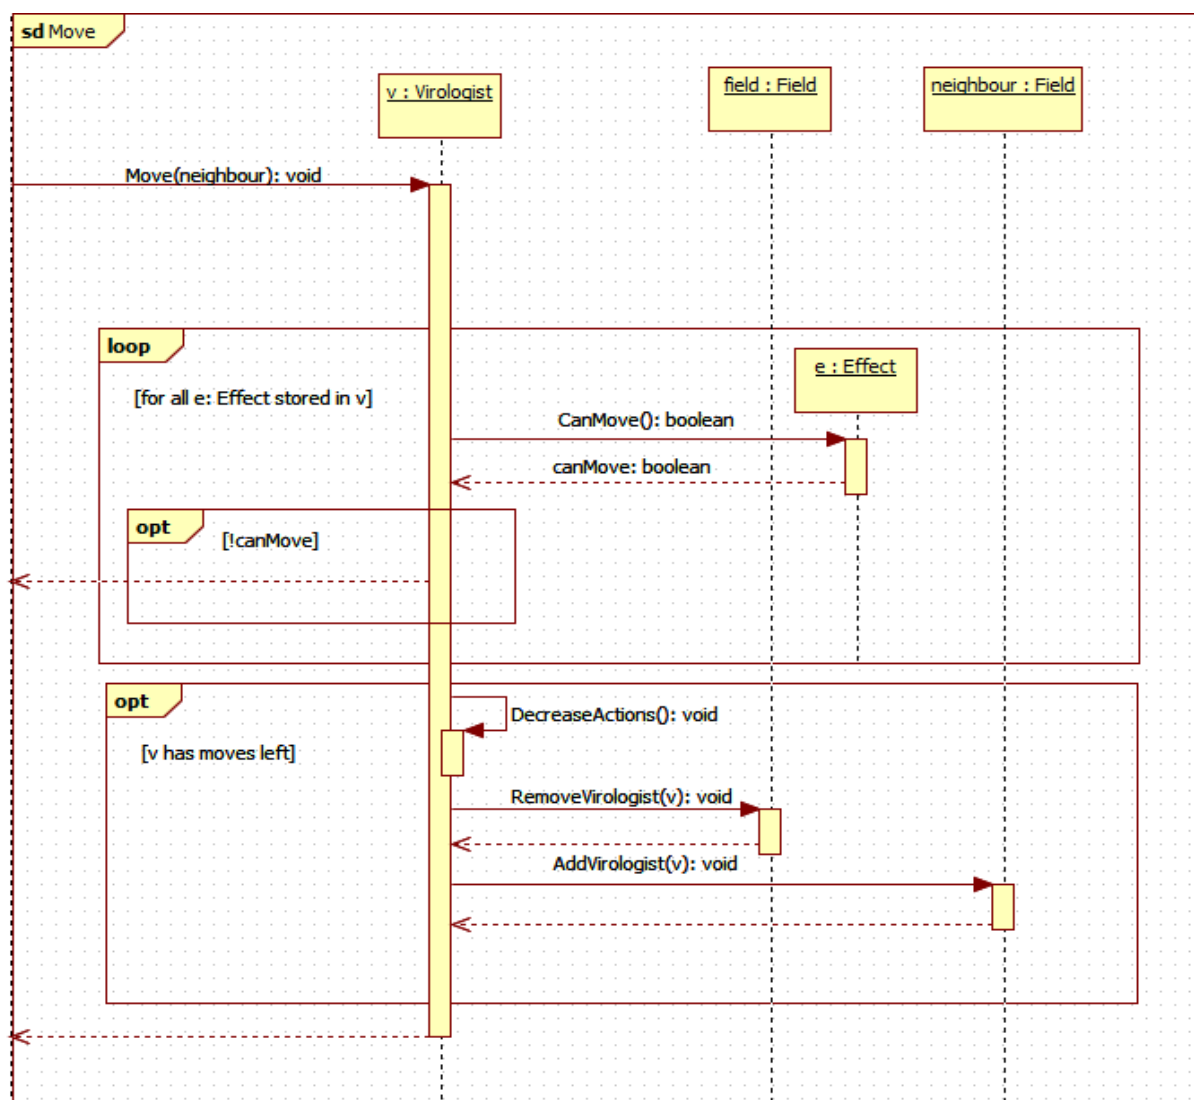 sd Move
v : Virologist
field : Field
neighbour : Field
Move(neighbour): void
loop
[for all e: Effect stored in v]
e : Effect
CanMove(): boolean
canMove: boolean
opt
[!canMove]
opt
[v has moves left]
DecreaseActions(): void
RemoveVirologist(v): void
AddVirologist(v): void